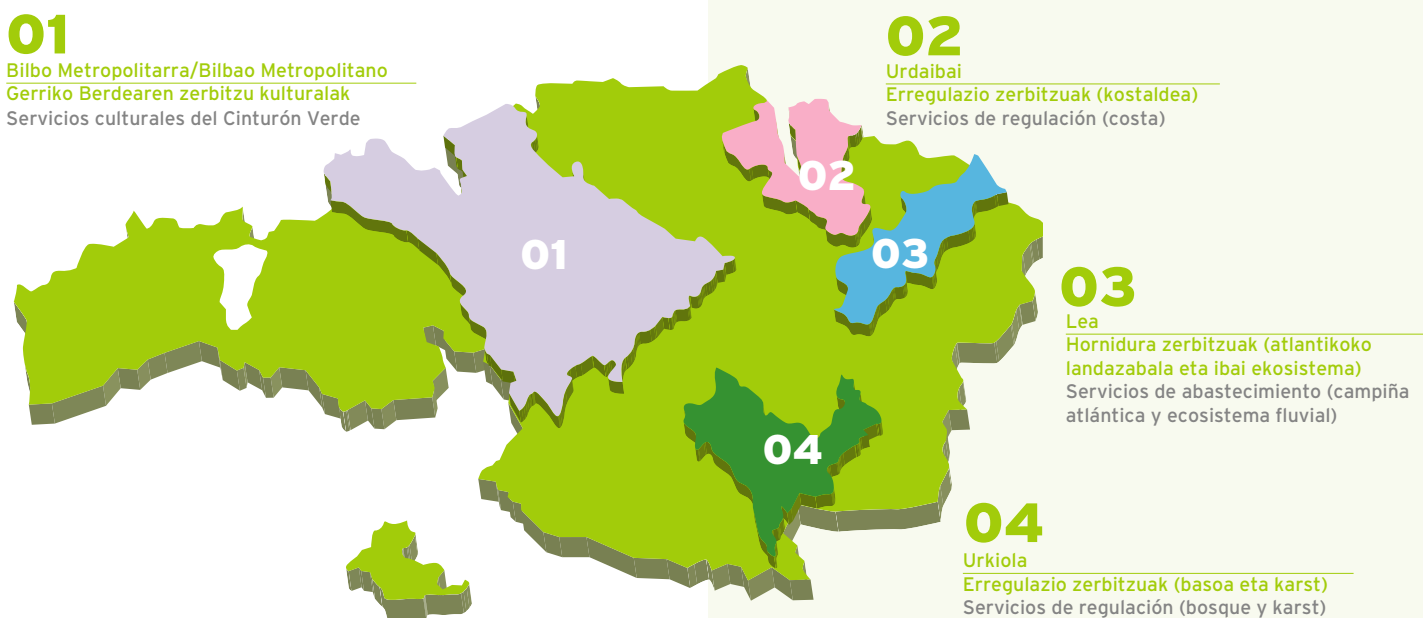 01
Bilbo Metropolitarra/Bilbao Metropolitano
Gerriko Berdearen zerbitzu kulturalak
Servicios culturales del Cinturón Verde
02
Urdaibai
Erregulazio zerbitzuak (kostaldea)
Servicios de regulación (costa)
01
02
03
04
03
Lea
Hornidura zerbitzuak (atlantikoko
landazabala eta ibai ekosistema)
Servicios de abastecimiento (campiña
atlántica y ecosistema fluvial)
04
Urkiola
Erregulazio zerbitzuak (basoa eta karst)
Servicios de regulación (bosque y karst)